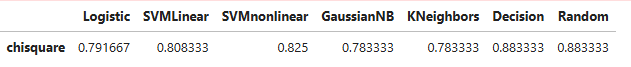 Logistic SVMLinear SVMnonlinear GaussianNB KNeighbors Decision Random
chisquare 0.791667 0.808333 0.825 0.783333 0.783333 0.883333 0.883333